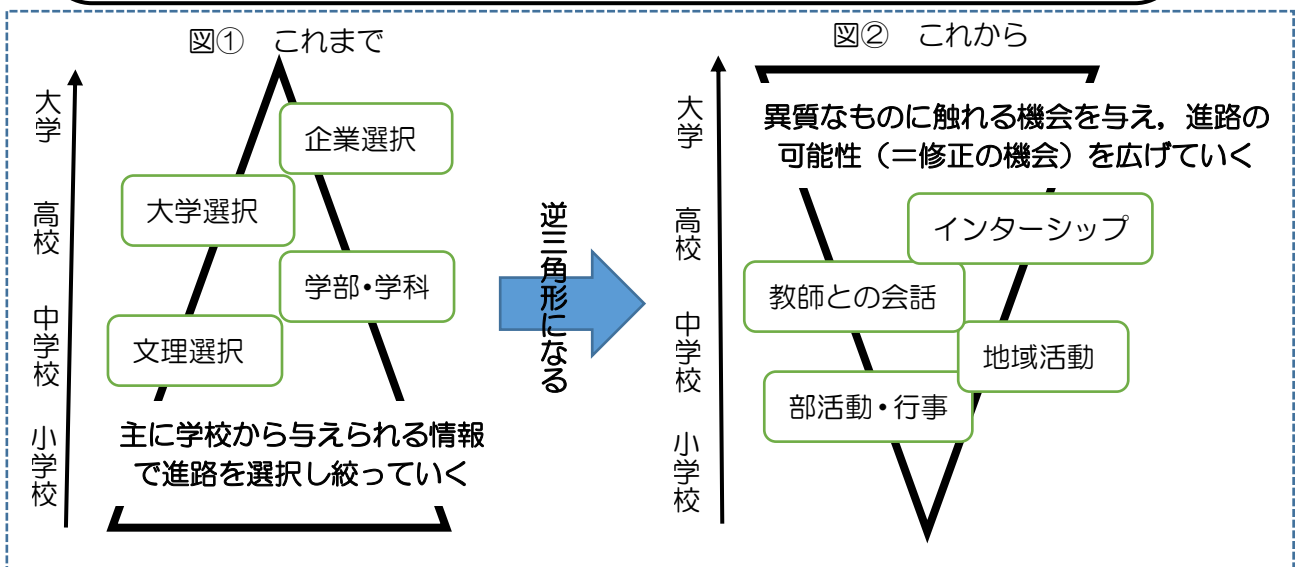 図① これまで
大学
高校
中学校
小学校
企業選択
大学選択
学部・学科
文理選択
主に学校から与えられる情報
で進路を選択し絞っていく
逆三角形になる
図② これから
大学
高校
中学校
小学校
異質なものに触れる機会を与え，進路の
可能性（＝修正の機会）を広げていく
インターシップ
教師との会話
地域活動
部活動・行事